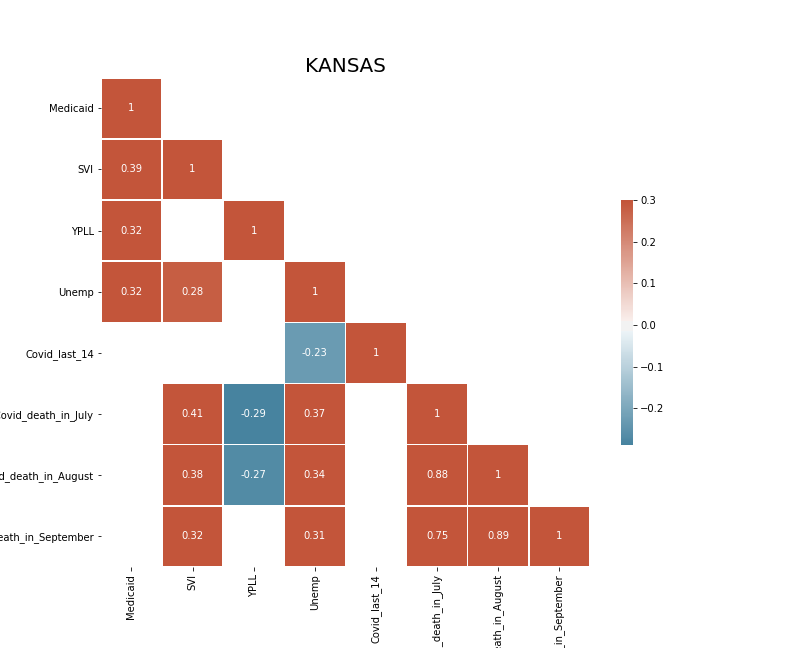 KANSAS
Medicaid 1
SVI 0.39 1
YPLL 0.32 1
Unemp 0.32 0.28 1
Covid_last_14 -0.23 1
ovid_death_in_July 0.41 -0.29 0.37 1
d_death_in_August 0.38 -0.27 0.34 0.88 1
eath_in_September 0.32 0.31 0.75 0.89 1
Medicaid
SVI
YPLL
Unemp
Covid_last_14
_death_in_July
eath_in_August
_in_September
0.3
0.2
0.1
0.0
−0.1
−0.2